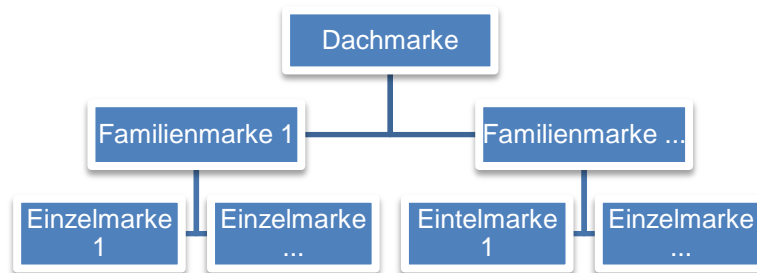 Dachmarke
Familienmarke 1
Familienmarke ...
Einzelmarke
1
Einzelmarke
...
Eintelmarke
1
Einzelmarke
...